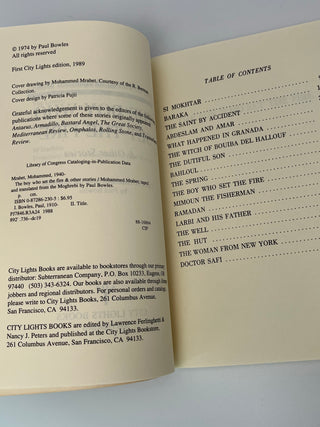 © 1974 by Paul Bowles
First City Lights edition, 1989
Cover drawing by Mohammed Mrabet, Courtesy of the R.
Collection.
Cover design by Patricia Fujii
Grateful acknowledgement is given to the editors of the following
publications where some of these stories originally appeared:
Antaeus, Armadillo, Bastard Angel, The Great Society,
Mediterranean Review, Omphalos, Rolling Stone, and
Library of Congress Cataloging-in-Publication Data
Mrabet, Mohammed, 1940-
The boy who set the fire & other stories / Mohammed Mrabet; taped
and translated from the Moghrebi by Paul Bowles.
p. cm.
ISBN: 0-87286-230-5: $6.95
I. Bowles, Paul, 1910- II. Title.
PJ7846.R3A24 1988
892 .736--dc19
CIP
City Lights Books are available to bookstores through our primary
distributor: Subterranean Company, P.O. Box 10233, Eugene, OR
97440 (503) 343-6324. Our books are also available through library
jobbers and regional distributors. For personal orders and catalogs,
please write to City Lights Books,
261 Columbus Avenue, San Francisco, CA 94133.
CITY LIGHTS BOOKS are edited by Lawrence Ferlinghetti &
Nancy J. Peters and published at the City Lights Bookstore,
261 Columbus Avenue, San Francisco, CA 94133.
TABLE OF CONTENTS
SI MOKHTAR
BARAKA
THE SAINT BY ACCIDENT
ABDESLAM AND AMAR
WHAT HAPPENED IN GRANADA
THE WITCH OF BOUIBA DEL HALLOUF
THE DUTIFUL SON
BAHLOUL
THE SPRING
THE BOY WHO SET THE FIRE
MIMOUN THE FISHERMAN
RAMADAN
LARBI AND HIS FATHER
THE WELL
THE HUT
THE WOMAN FROM NEW YORK
DOCTOR SAFI